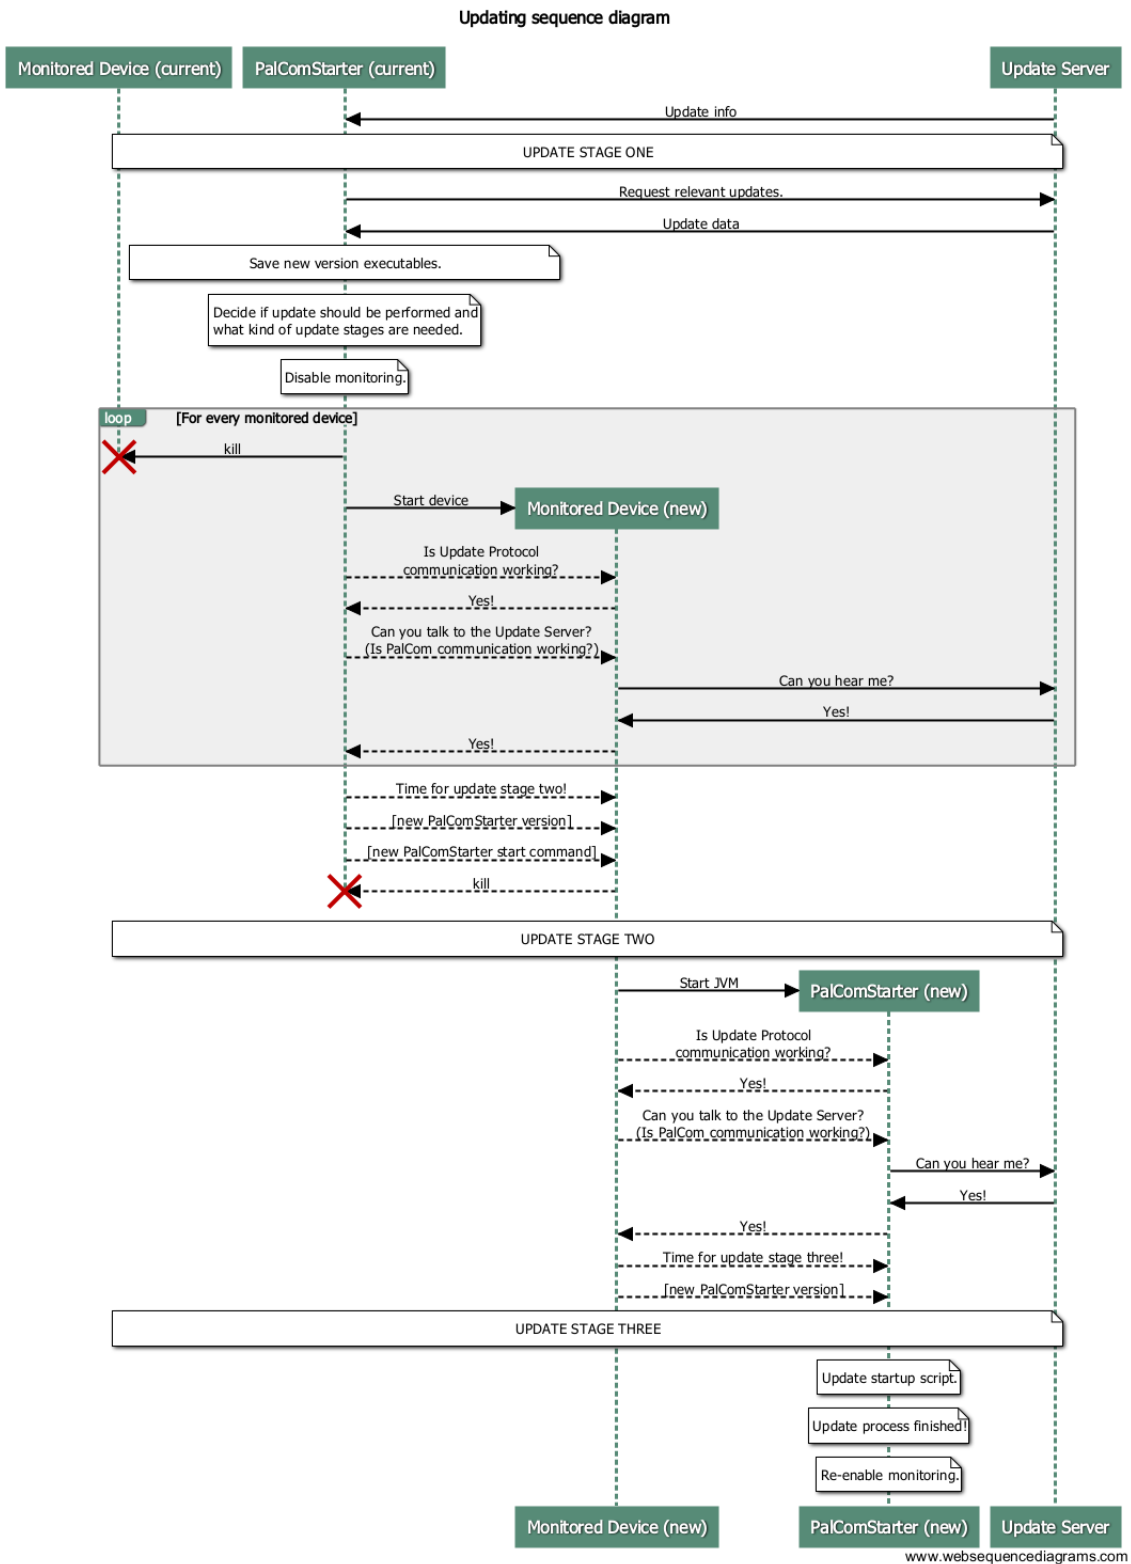 Updating sequence diagram
Monitored Device (current)
PalComStarter (current)
Update Server
Update info
UPDATE STAGE ONE
Request relevant updates.
Update data
Save new version executables.
Decide if update should be performed and
what kind of update stages are needed.
Disable monitoring.
loop
[For every monitored device]
kill
Start device
Monitored Device (new)
Is Update Protocol
communication working?
Yes!
Can you talk to the Update Server?
(Is PalCom communication working?)
Can you hear me?
Yes!
Yes!
Time for update stage two!
[new PalComStarter version]
[new PalComStarter start command]
kill
UPDATE STAGE TWO
Start JVM
PalComStarter (new)
Is Update Protocol
communication working?
Yes!
Can you talk to the Update Server?
(Is PalCom communication working?)
Can you hear me?
Yes!
Yes!
Time for update stage three!
[new PalComStarter version]
UPDATE STAGE THREE
Update startup script.
Update process finished!
Re-enable monitoring.
Monitored Device (new)
PalComStarter (new)
Update Server
www.websequencediagrams.com